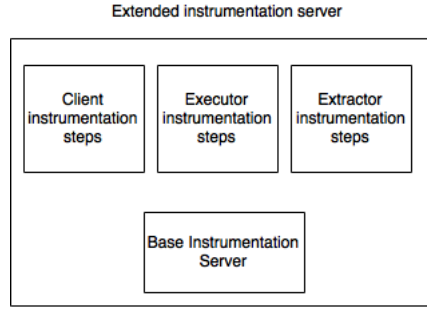 Extended instrumentation server
Client
instrumentation
steps
Executor
instrumentation
steps
Extractor
instrumentation
steps
Base Instrumentation
Server